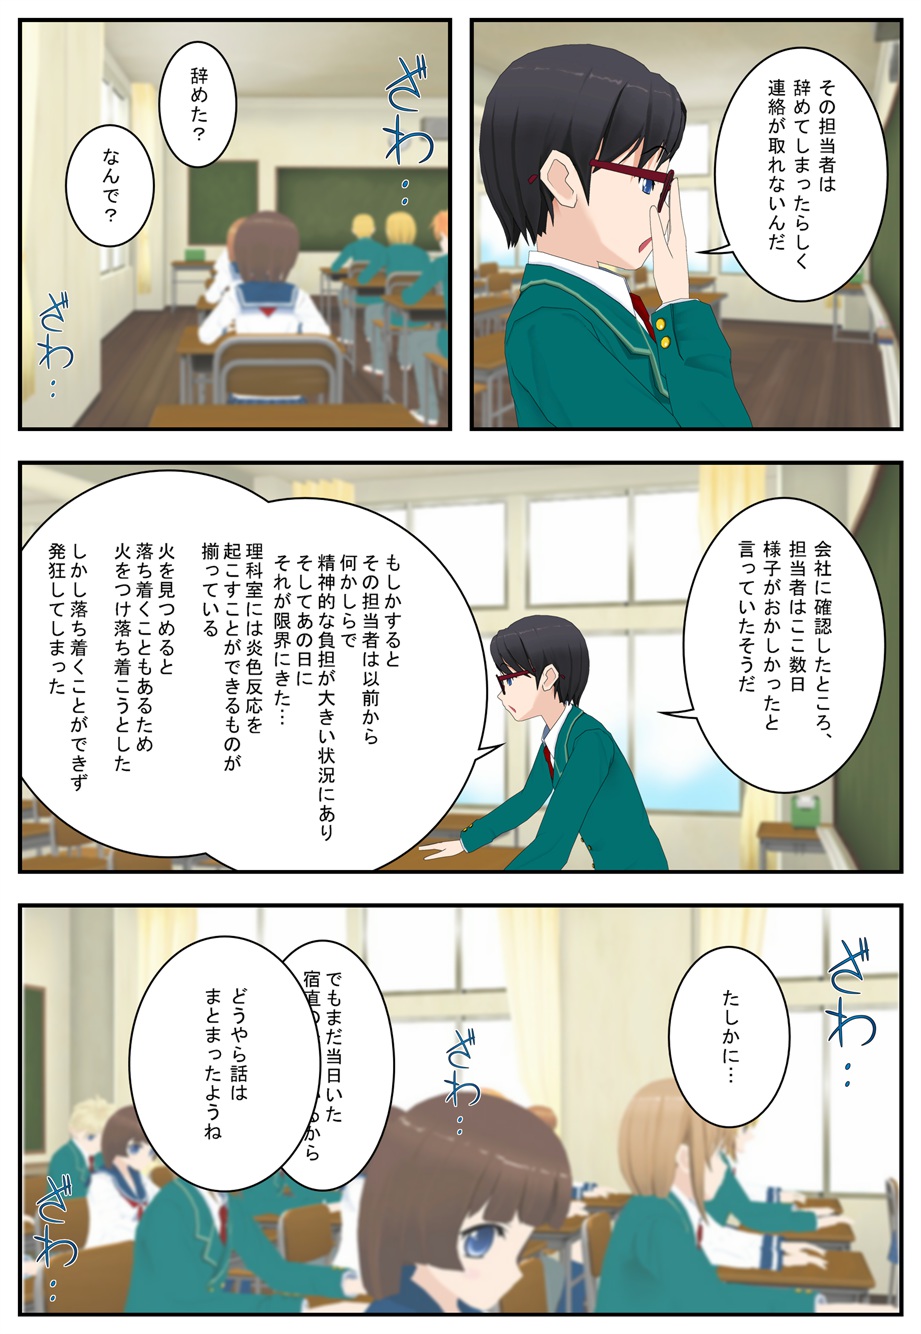 その担当者は
辞めてしまったらしく
連絡が取れないんだ
ざわ…
辞めた？
なんで？
ざわ…
会社に確認したところ、
担当者はここ数日
様子がおかしかったと
言っていたそうだ
もしかすると
その担当者は以前から
何かしらで
精神的な負担が大きい状況にあり
そしてあの日に
それが限界にきた…
理科室には炎色反応を
起こすことができるものが
揃っている
火を見つめると
落ち着くこともあるため
火をつけ落ち着こうとした
しかし落ち着くことができず
発狂してしまった
ざわ…
たしかに…
ざわ…
でもまだ当日いた
宿直の
るから
どうやら話は
まとまったようね
ざわ…